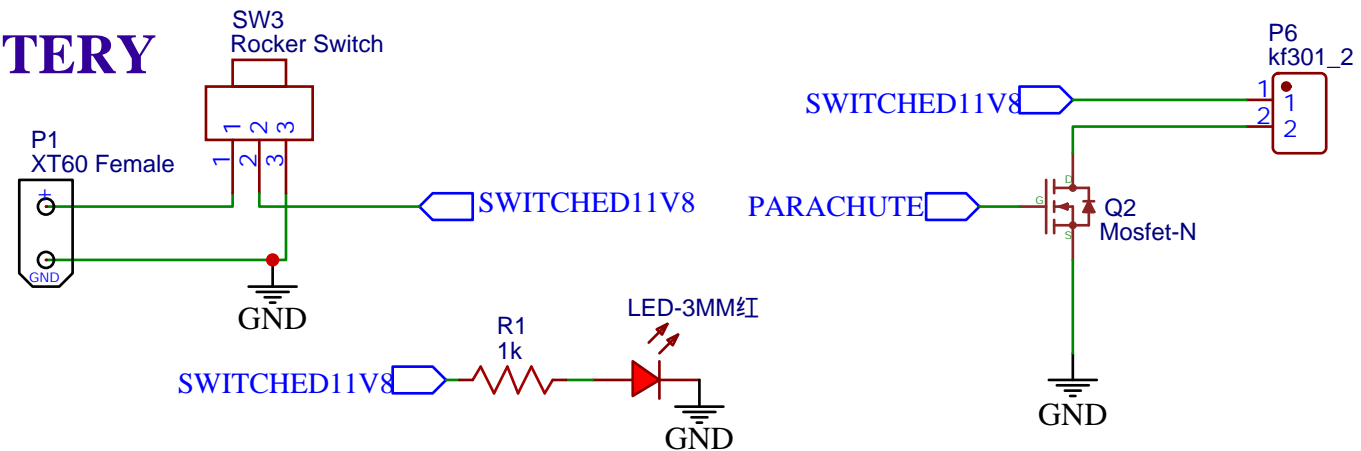 TERY
SW3
Rocker Switch
1 2 3
1 2 3
P1
XT60 Female
+
GND
SWITCHED11V8
GND
R1
1k
LED-3MM红
SWITCHED11V8
GND
P6
kf301_2
SWITCHED11V8
1 1
2 2
PARACHUTE
D
G
S
Q2
Mosfet-N
GND